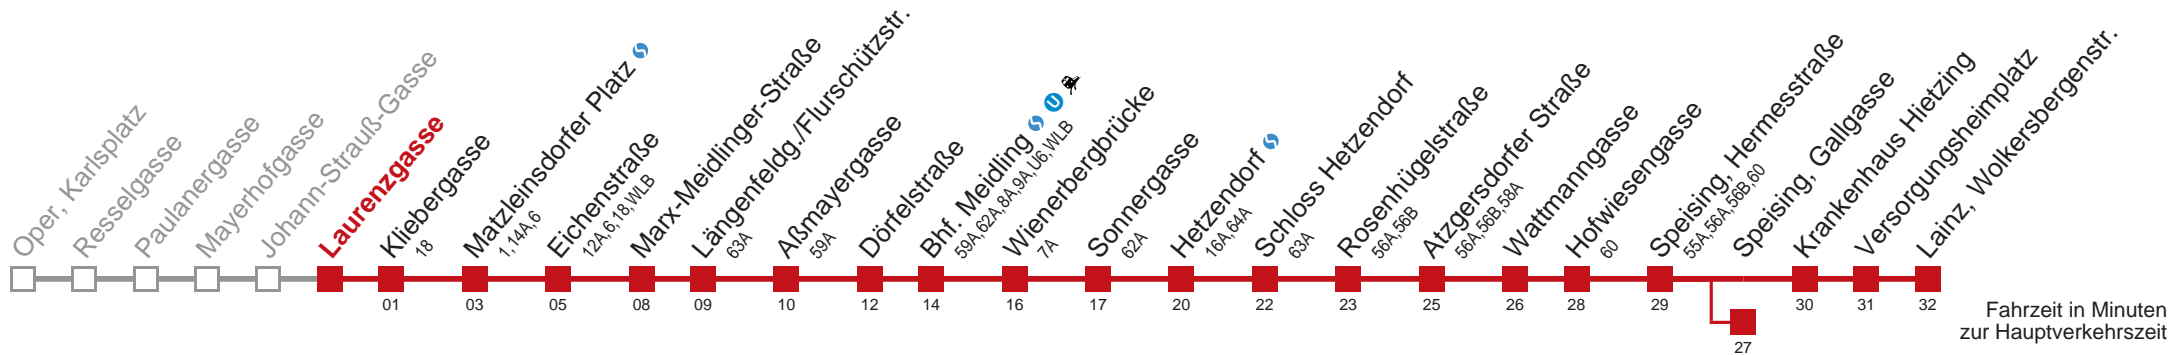 Oper, Karlsplatz
Resselgasse
Paulanergasse
Mayerhofgasse
Johann-Strauß-Gasse
Laurenzgasse
Kliebergasse
18
Matzleinsdorfer Platz
1, 14A,6
Eichenstraße
12A,6,18,WLB
Marx-Meidlinger-Straße
Längenfeldg./Flurschützstr.
63A
Aßmayergasse
59A
Dörfelstraße
Bhf. Meidling U
59A,62A,8A,9A,U6,WLB
Wienerbergbrücke
7A
Sonnergasse
62A
Hetzendorf
16A,64A
Schloss Hetzendorf
63A
Rosenhügelstraße
56A,56B
Atzgersdorfer Straße
56A,56B,58A
Wattmanngasse
Hofwiesengasse
60
Speising, Hermesstraße
55A,56A,56B,60
Speising, Gallgasse
Krankenhaus Hietzing
Versorgungsheimplatz
Lainz, Wolkersbergenstr.
01 03 05 08 09 10 12 14 16 17 20 22 23 25 26 28 29 30 31 32
27
Fahrzeit in Minuten
zur Hauptverkehrszeit